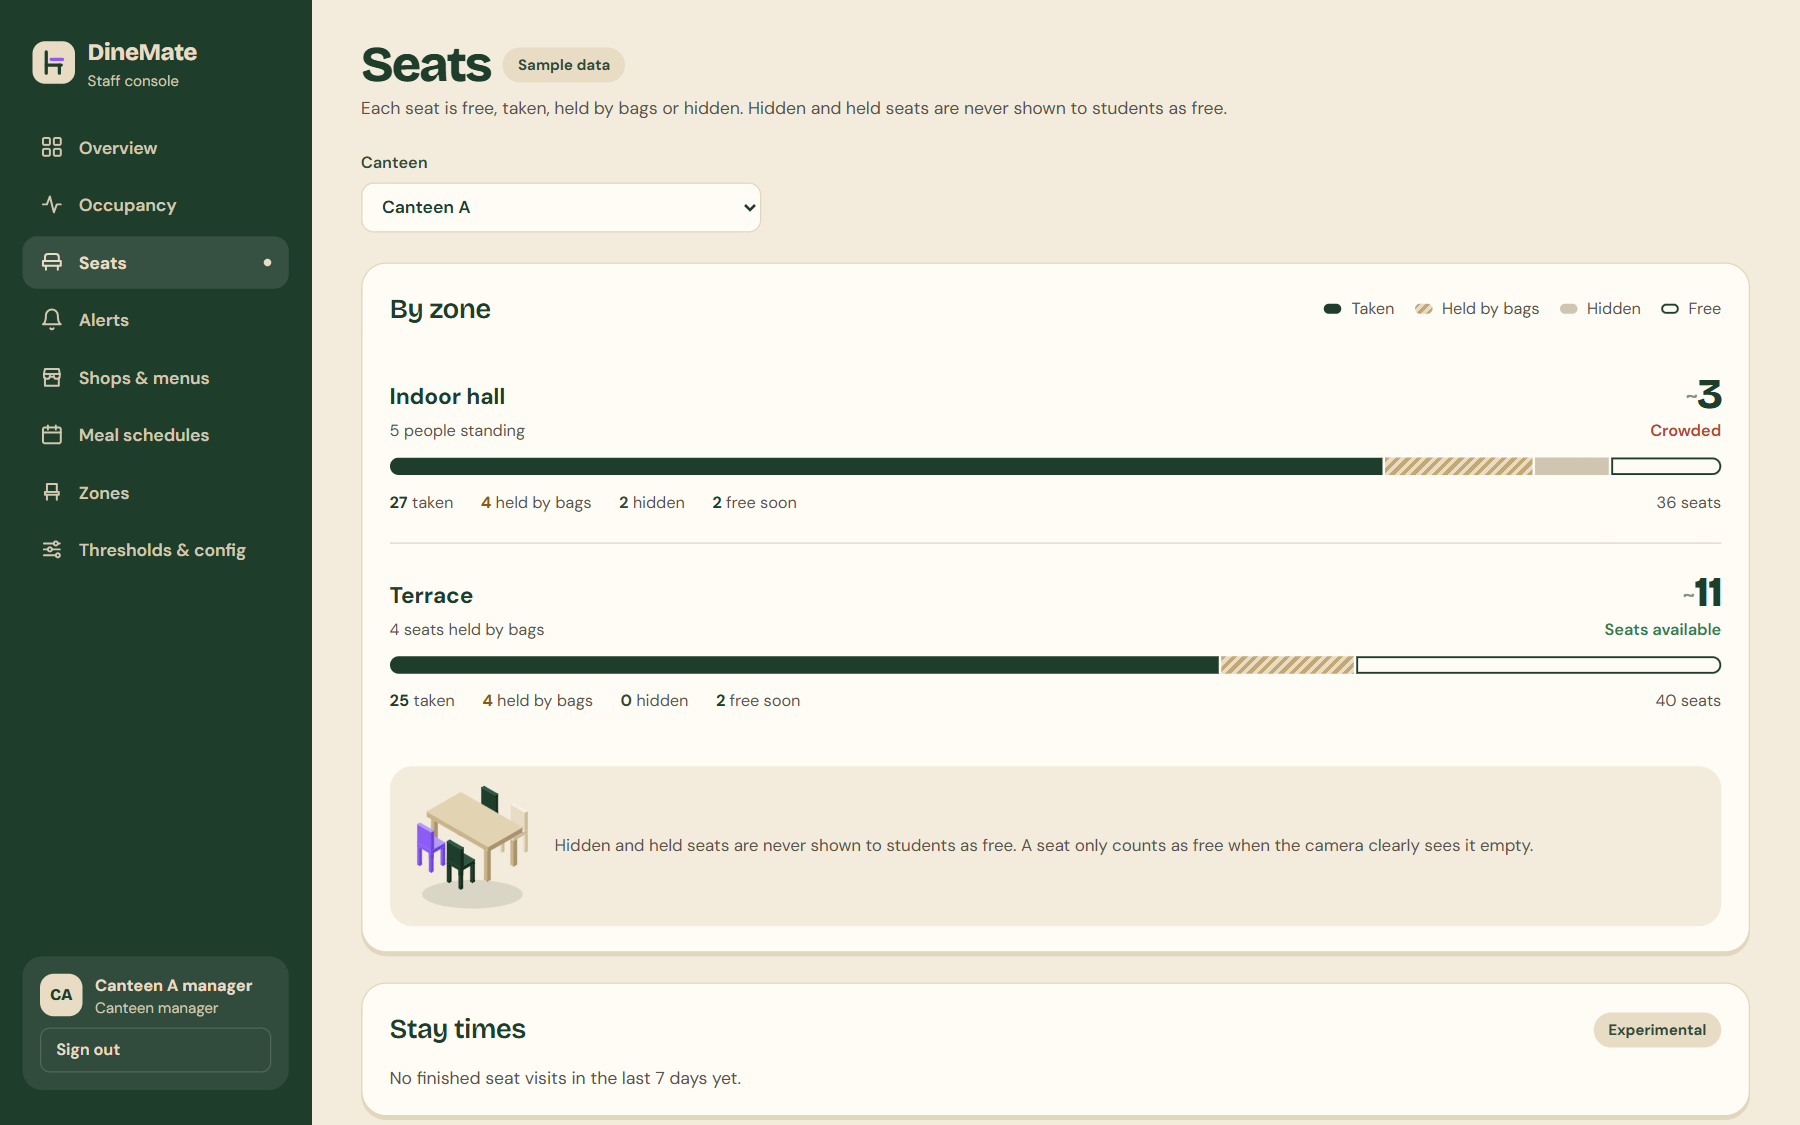 DineMate
Staff console
Overview
Occupancy
Seats
Alerts
Shops & menus
Meal schedules
Zones
Thresholds & config
CA
Canteen A manager
Canteen manager
Sign out
Seats
Sample data
Each seat is free, taken, held by bags or hidden. Hidden and held seats are never shown to students as free.
Canteen
Canteen A
By zone
Taken
Held by bags
Hidden
Free
Indoor hall
~3
5 people standing
Crowded
27 taken
4 held by bags
2 hidden
2 free soon
36 seats
Terrace
~11
4 seats held by bags
Seats available
25 taken
4 held by bags
0 hidden
2 free soon
40 seats
Hidden and held seats are never shown to students as free. A seat only counts as free when the camera clearly sees it empty.
Stay times
Experimental
No finished seat visits in the last 7 days yet.